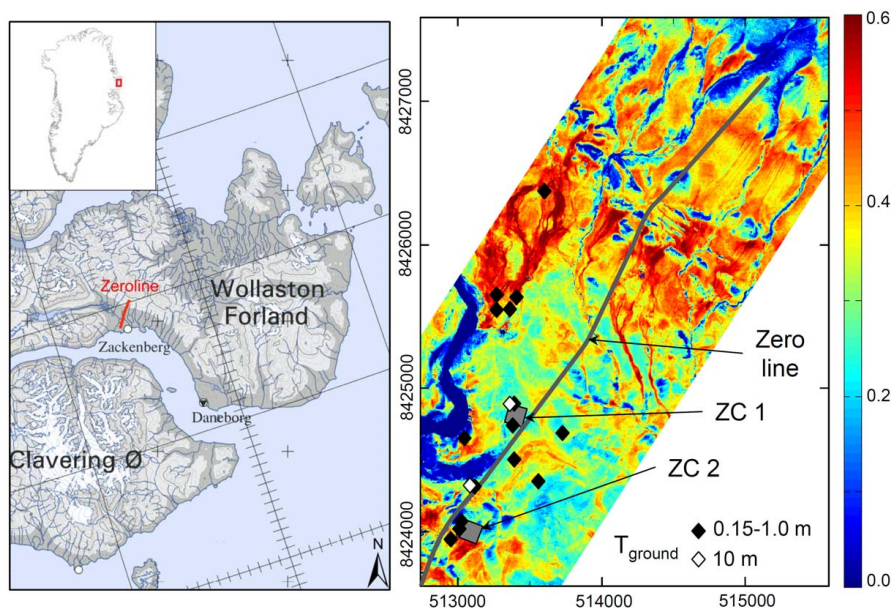 Zeroline
Wollaston
Forland
Zackenberg
Daneborg
Clavering Ø
N
8427000
8426000
8425000
8424000
513000
514000
515000
Zero
line
ZC 1
ZC 2
T ground
0.15-1.0 m
10 m
0.6
0.4
0.2
0.0